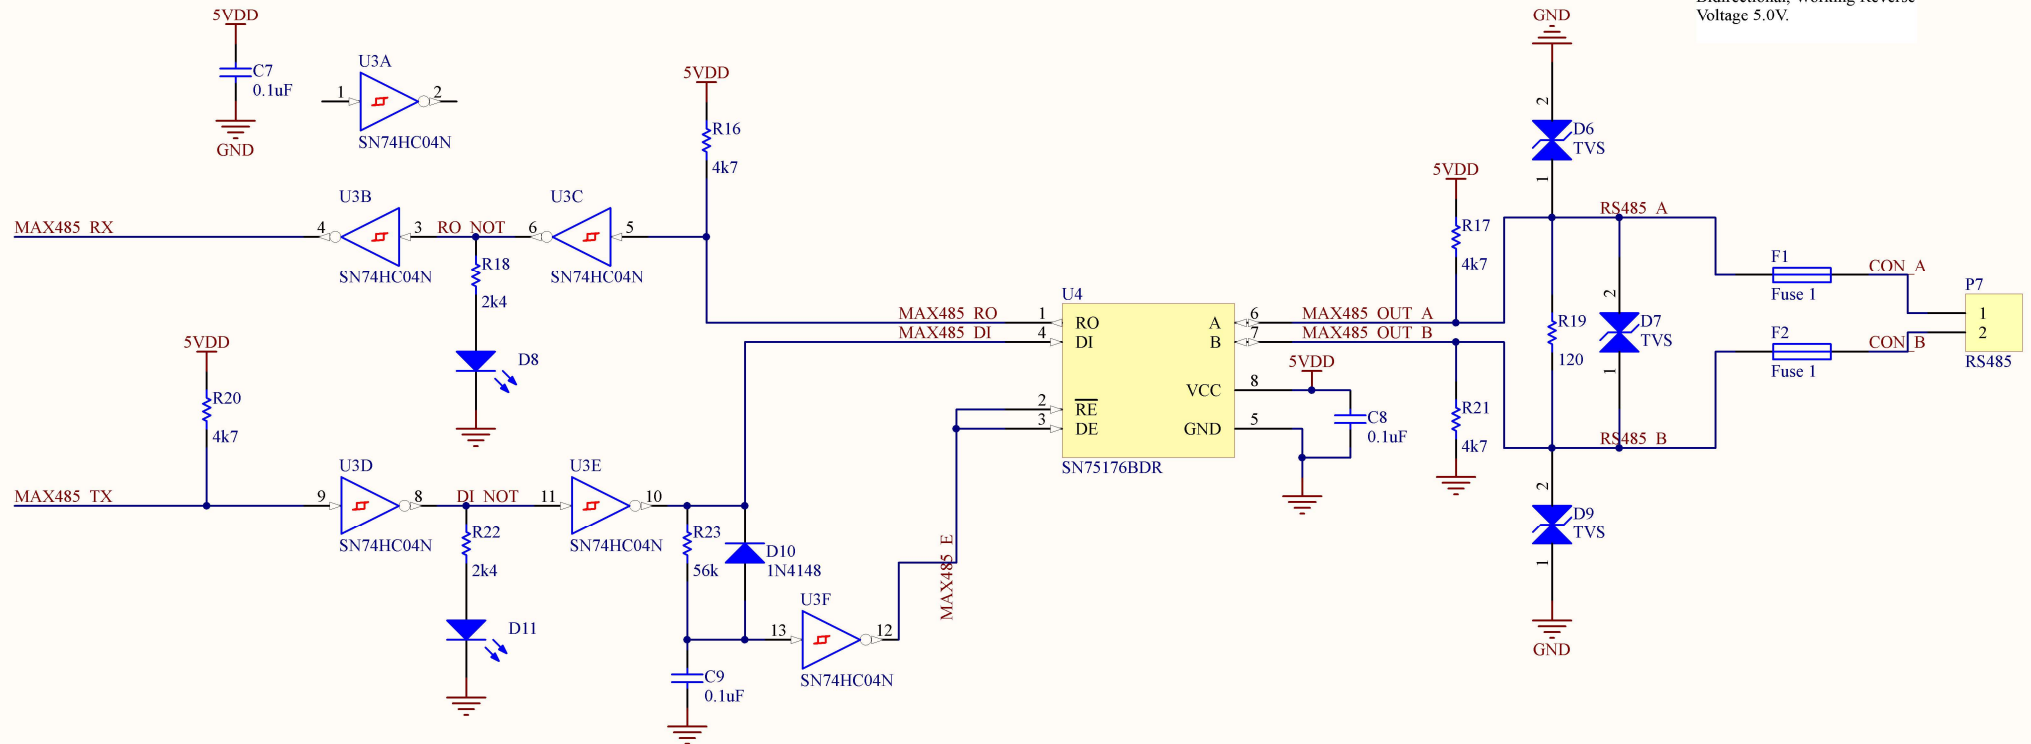 Voltage 5.0V.
5VDD
C7
0.1uF
GND
U3A
1
2
SN74HC04N
5VDD
R16
4k7
MAX485_RX
4
U3B
3
SN74HC04N
RO_NOT
6
U3C
5
SN74HC04N
R18
2k4
D8
5VDD
R20
4k7
MAX485_TX
9
U3D
8
SN74HC04N
DI_NOT
11
U3E
10
SN74HC04N
R22
2k4
D11
R23
56k
D10
1N4148
C9
0.1uF
13
U3F
12
SN74HC04N
MAX485_E
MAX485_RO
MAX485_DI
U4
1
RO
4
DI
2
RE
3
DE
A
6
B
7
VCC
8
GND
5
SN75176BDR
MAX485_OUT_A
MAX485_OUT_B
5VDD
C8
0.1uF
5VDD
R17
4k7
R21
4k7
GND
2
D6
TVS
1
RS485_A
R19
120
2
D7
TVS
1
RS485_B
2
D9
TVS
1
GND
F1
Fuse 1
CON_A
F2
Fuse 1
CON_B
P7
1
2
RS485